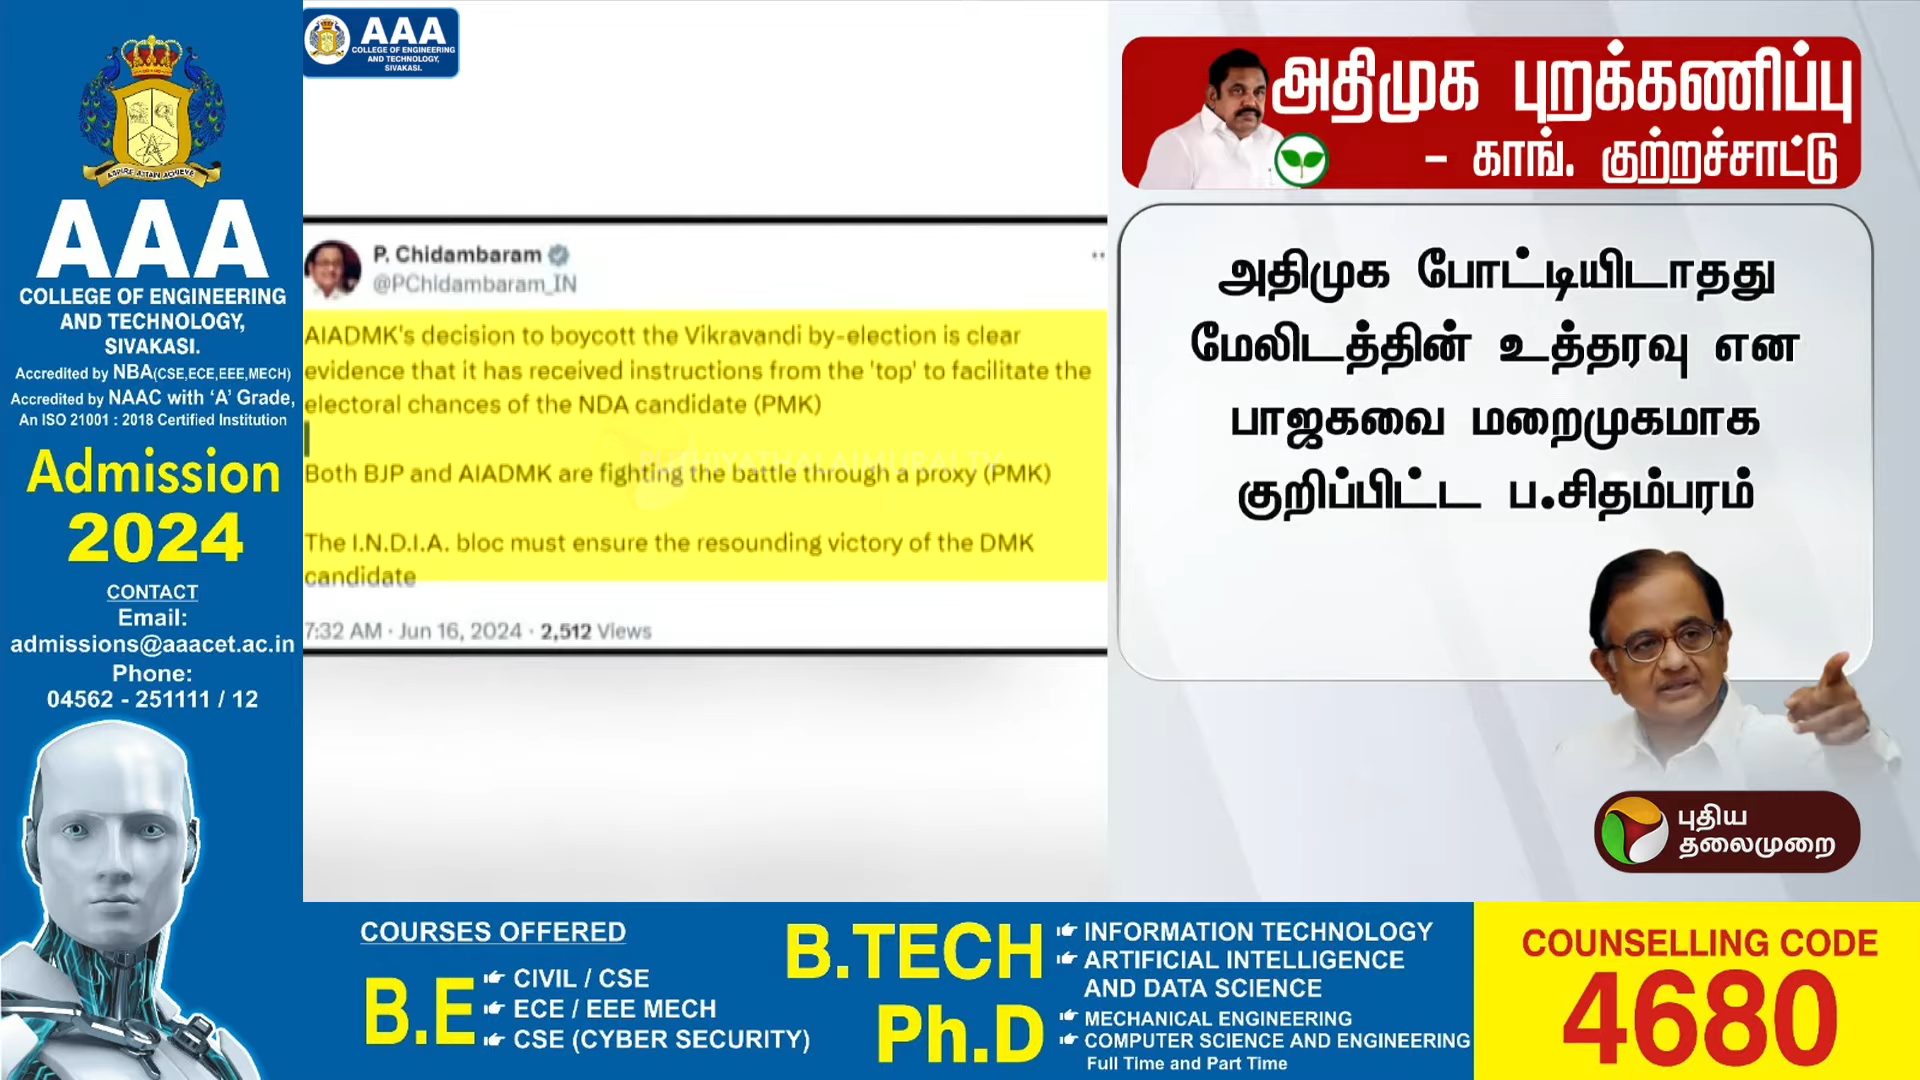 ASPIRE ATTAIN ACHIEVE
AAA
COLLEGE OF ENGINEERING
AND TECHNOLOGY,
SIVAKASI.
Accredited by NBA(CSE,ECE,EEE,MECH)
Accredited by NAAC with ‘A’ Grade,
An ISO 21001 : 2018 Certified Institution
Admission
2024
CONTACT
Email:
admissions@aaacet.ac.in
Phone:
04562 - 251111 / 12
AAA
COLLEGE OF ENGINEERING
AND TECHNOLOGY,
SIVAKASI.
P. Chidambaram
@PChidambaram_IN
AIADMK's decision to boycott the Vikravandi by-election is clear
evidence that it has received instructions from the 'top' to facilitate the
electoral chances of the NDA candidate (PMK)
PUTHIYATHALAIMURAI TV
Both BJP and AIADMK are fighting the battle through a proxy (PMK)
The I.N.D.I.A. bloc must ensure the resounding victory of the DMK
candidate
7:32 AM · Jun 16, 2024 · 2,512 Views
அதிமுக புறக்கணிப்பு
- காங். குற்றச்சாட்டு
அதிமுக போட்டியிடாதது
மேலிடத்தின் உத்தரவு என
பாஜகவை மறைமுகமாக
குறிப்பிட்ட ப.சிதம்பரம்
புதிய
தலைமுறை
COURSES OFFERED
B.E
CIVIL / CSE
ECE / EEE MECH
CSE (CYBER SECURITY)
B.TECH
INFORMATION TECHNOLOGY
ARTIFICIAL INTELLIGENCE
AND DATA SCIENCE
Ph.D
MECHANICAL ENGINEERING
COMPUTER SCIENCE AND ENGINEERING
Full Time and Part Time
COUNSELLING CODE
4680